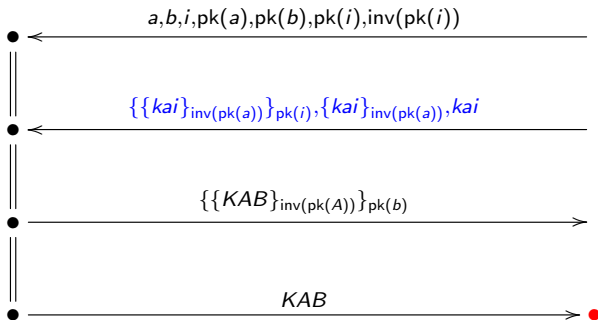 a,b,i,pk(a),pk(b),pk(i),inv(pk(i))
{{kai}inv(pk(a))}pk(i),{kai}inv(pk(a)),kai
{{KAB}inv(pk(A))}pk(b)
KAB